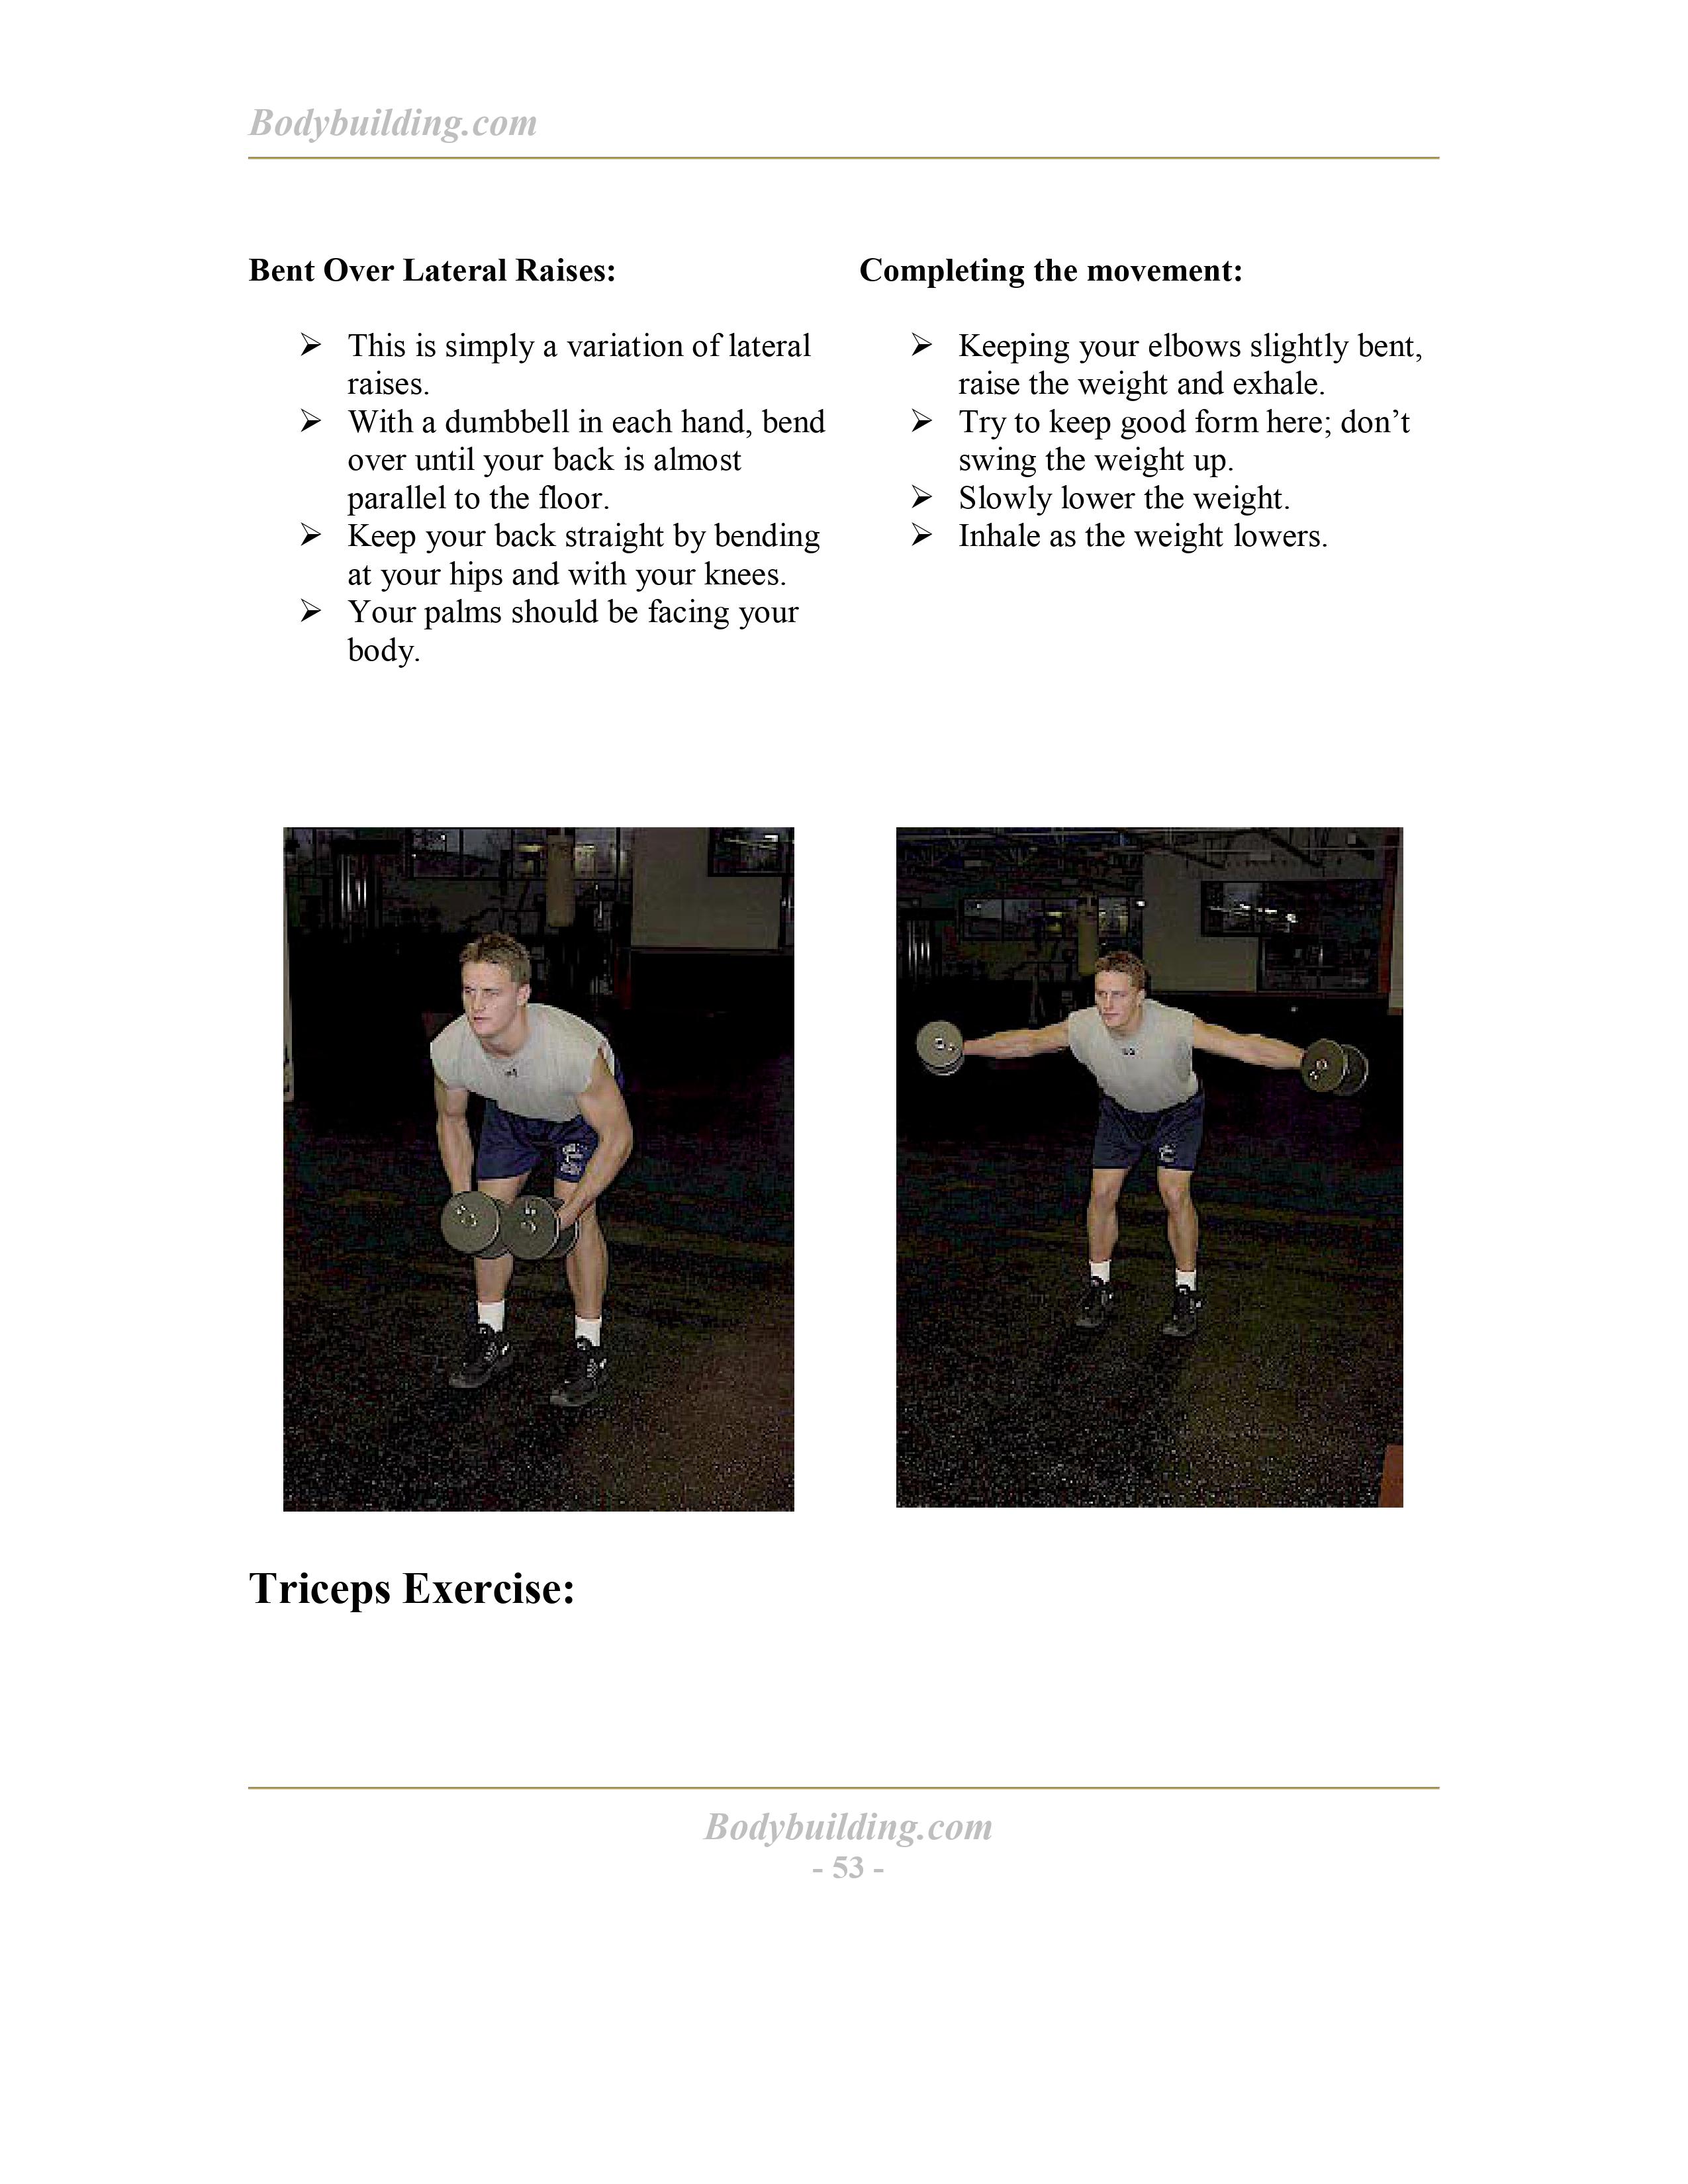 Bodybuilding.com
Bent Over Lateral Raises:
➢ This is simply a variation of lateral
raises.
➢ With a dumbbell in each hand, bend
over until your back is almost
parallel to the floor.
➢ Keep your back straight by bending
at your hips and with your knees.
➢ Your palms should be facing your
body.
Completing the movement:
➢ Keeping your elbows slightly bent,
raise the weight and exhale.
➢ Try to keep good form here; don’t
swing the weight up.
➢ Slowly lower the weight.
➢ Inhale as the weight lowers.
Triceps Exercise:
Bodybuilding.com
- 53 -